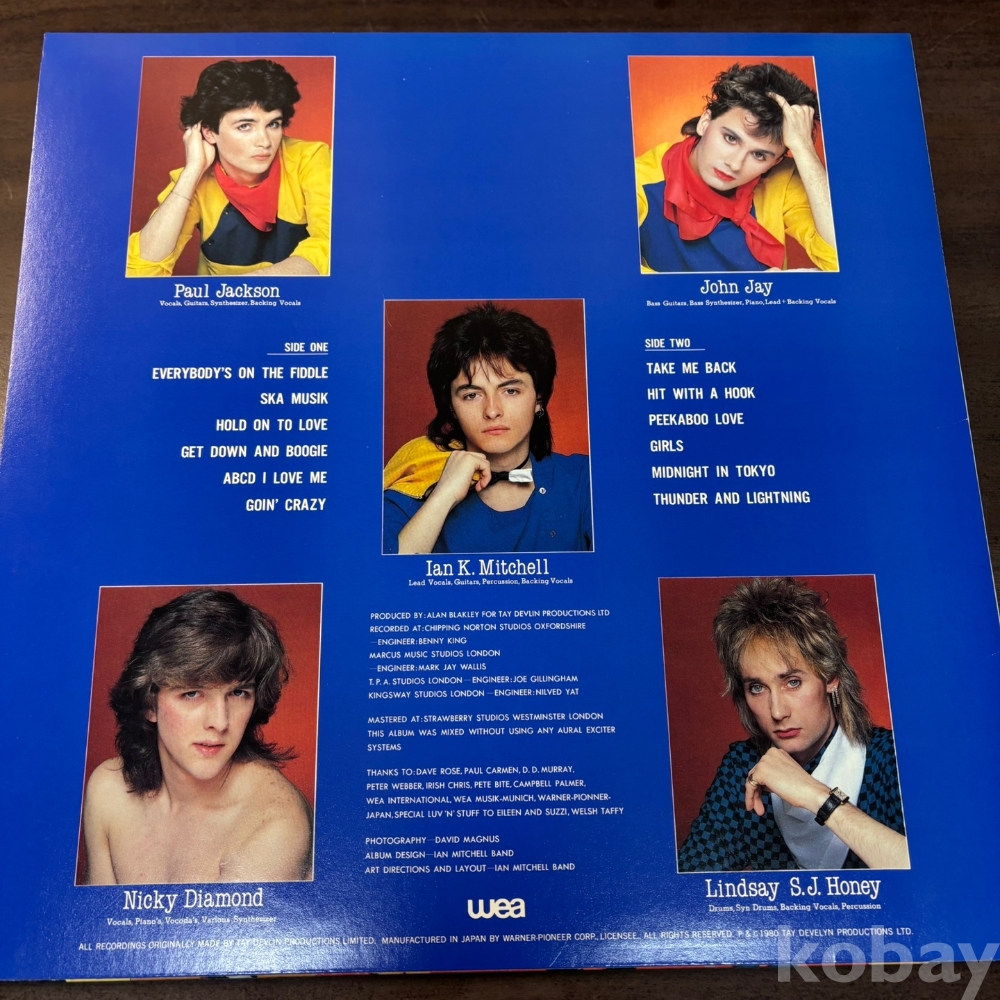 Paul Jackson
Vocals, Guitars, Synthesizer, Backing Vocals
John Jay
Bass Guitars, Bass Synthesizer, Piano, Lead + Backing Vocals
SIDE ONE
EVERYBODY'S ON THE FIDDLE
SKA MUSIK
HOLD ON TO LOVE
GET DOWN AND BOOGIE
ABCD I LOVE ME
GOIN' CRAZY
SIDE TWO
TAKE ME BACK
HIT WITH A HOOK
PEEKABOO LOVE
GIRLS
MIDNIGHT IN TOKYO
THUNDER AND LIGHTNING
Ian K. Mitchell
Lead Vocals, Guitars, Percussion, Backing Vocals
PRODUCED BY: ALAN BLAKLEY FOR TAY DEVLIN PRODUCTIONS LTD
RECORDED AT: CHIPPING NORTON STUDIOS OXFORDSHIRE
—ENGINEER: BENNY KING
MARCUS MUSIC STUDIOS LONDON
—ENGINEER: MARK JAY WALLIS
T. P. A. STUDIOS LONDON—ENGINEER: JOE GILLINGHAM
KINGSWAY STUDIOS LONDON—ENGINEER: NILVED YAT
MASTERED AT: STRAWBERRY STUDIOS WESTMINSTER LONDON
THIS ALBUM WAS MIXED WITHOUT USING ANY AURAL EXCITER
SYSTEMS
THANKS TO: DAVE ROSE, PAUL CARMEN, D. D. MURRAY,
PETER WEBBER, IRISH CHRIS, PETE BITE, CAMPBELL PALMER,
WEA INTERNATIONAL, WEA MUSIK-MUNICH, WARNER-PIONNER-
JAPAN, SPECIAL LUV 'N' STUFF TO EILEEN AND SUZZI, WELSH TAFFY
PHOTOGRAPHY—DAVID MAGNUS
ALBUM DESIGN—IAN MITCHELL BAND
ART DIRECTIONS AND LAYOUT—IAN MITCHELL BAND
Nicky Diamond
Vocals, Piano's, Vocoda's, Various Synthesizer
Lindsay S.J. Honey
Drums, Syn Drums, Backing Vocals, Percussion
wea
ALL RECORDINGS ORIGINALLY MADE BY TAY DEVLIN PRODUCTIONS LIMITED. MANUFACTURED IN JAPAN BY WARNER-PIONEER CORP., LICENSEE. ALL RIGHTS RESERVED. P & C 1980 TAY DEVELYN PRODUCTIONS LTD.
kobay